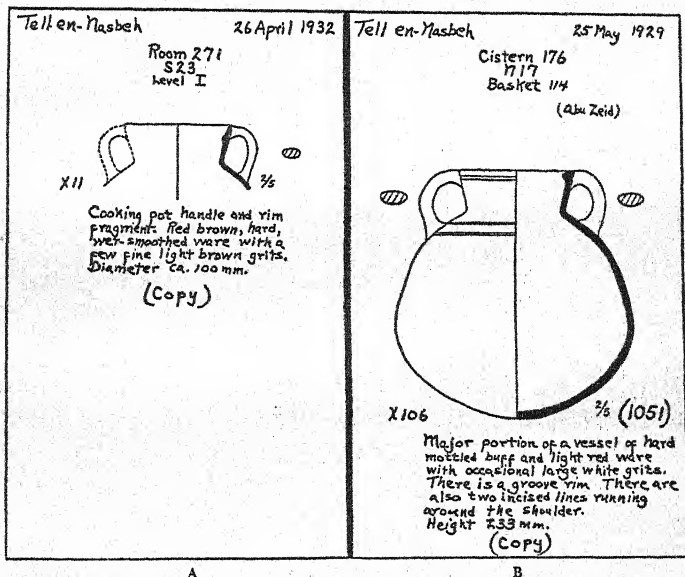 Tell en-Nasbeh 26 April 1932
Room 271
S23
Level I
X11 2/5
Cooking pot handle and rim
fragment. Red brown, hard,
wet-smoothed ware with a
few fine light brown grits.
Diameter ca. 100 mm.
(Copy)
A
Tell en-Nasbeh 25 May 1929
Cistern 176
N17
Basket 114
(Abu Zeid)
X106 2/5 (1051)
Major portion of a vessel of hard
mottled buff and light red ware
with occasional large white grits.
There is a groove rim There are
also two incised lines running
around the shoulder.
Height 233 mm.
(Copy)
B